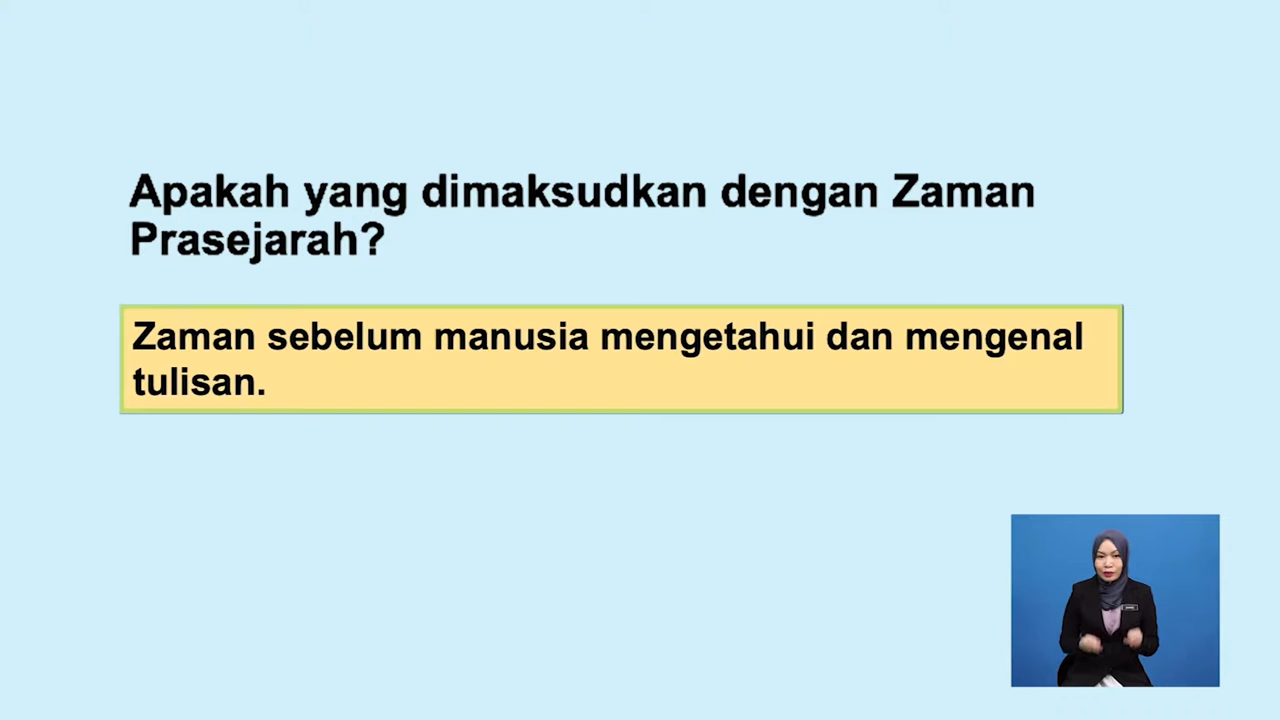 Apakah yang dimaksudkan dengan Zaman
Prasejarah?
Zaman sebelum manusia mengetahui dan mengenal
tulisan.